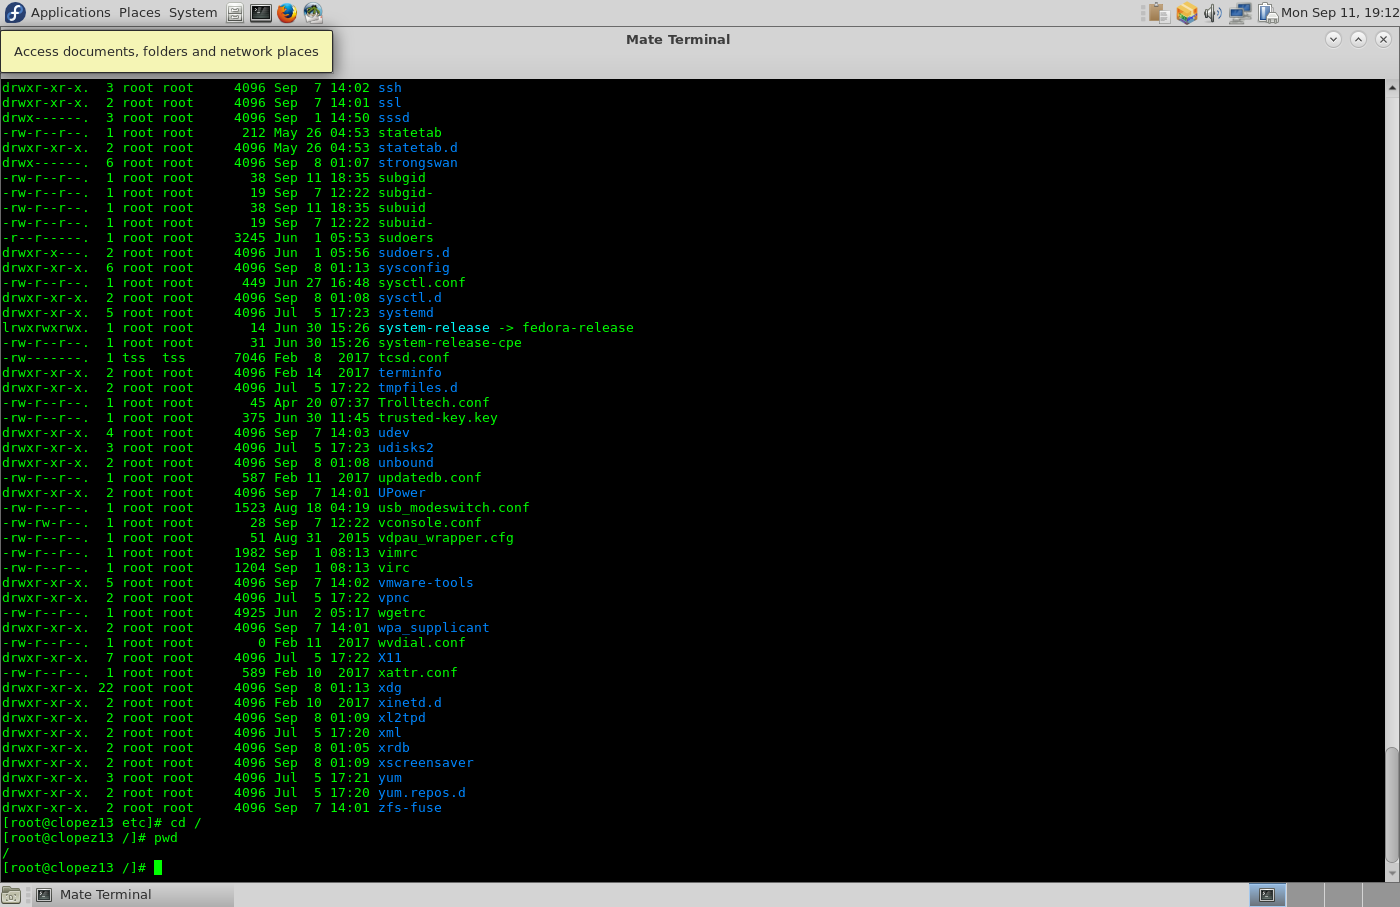 Applications Places System Mon Sep 11, 19:12
Access documents, folders and network places
Mate Terminal
drwxr-xr-x.  3 root root     4096 Sep  7 14:02 ssh
drwxr-xr-x.  2 root root     4096 Sep  7 14:01 ssl
drwx------.  3 root root     4096 Sep  1 14:50 sssd
-rw-r--r--.  1 root root      212 May 26 04:53 statetab
drwxr-xr-x.  2 root root     4096 May 26 04:53 statetab.d
drwx------.  6 root root     4096 Sep  8 01:07 strongswan
-rw-r--r--.  1 root root       38 Sep 11 18:35 subgid
-rw-r--r--.  1 root root       19 Sep  7 12:22 subgid-
-rw-r--r--.  1 root root       38 Sep 11 18:35 subuid
-rw-r--r--.  1 root root       19 Sep  7 12:22 subuid-
-r--r-----.  1 root root     3245 Jun  1 05:53 sudoers
drwxr-x---.  2 root root     4096 Jun  1 05:56 sudoers.d
drwxr-xr-x.  6 root root     4096 Sep  8 01:13 sysconfig
-rw-r--r--.  1 root root      449 Jun 27 16:48 sysctl.conf
drwxr-xr-x.  2 root root     4096 Sep  8 01:08 sysctl.d
drwxr-xr-x.  5 root root     4096 Jul  5 17:23 systemd
lrwxrwxrwx.  1 root root       14 Jun 30 15:26 system-release -> fedora-release
-rw-r--r--.  1 root root       31 Jun 30 15:26 system-release-cpe
-rw-------.  1 tss  tss      7046 Feb  8  2017 tcsd.conf
drwxr-xr-x.  2 root root     4096 Feb 14  2017 terminfo
drwxr-xr-x.  2 root root     4096 Jul  5 17:22 tmpfiles.d
-rw-r--r--.  1 root root       45 Apr 20 07:37 Trolltech.conf
-rw-r--r--.  1 root root      375 Jun 30 11:45 trusted-key.key
drwxr-xr-x.  4 root root     4096 Sep  7 14:03 udev
drwxr-xr-x.  3 root root     4096 Jul  5 17:23 udisks2
drwxr-xr-x.  2 root root     4096 Sep  8 01:08 unbound
-rw-r--r--.  1 root root      587 Feb 11  2017 updatedb.conf
drwxr-xr-x.  2 root root     4096 Sep  7 14:01 UPower
-rw-r--r--.  1 root root     1523 Aug 18 04:19 usb_modeswitch.conf
-rw-rw-r--.  1 root root       28 Sep  7 12:22 vconsole.conf
-rw-r--r--.  1 root root       51 Aug 31  2015 vdpau_wrapper.cfg
-rw-r--r--.  1 root root     1982 Sep  1 08:13 vimrc
-rw-r--r--.  1 root root     1204 Sep  1 08:13 virc
drwxr-xr-x.  5 root root     4096 Sep  7 14:02 vmware-tools
drwxr-xr-x.  2 root root     4096 Jul  5 17:22 vpnc
-rw-r--r--.  1 root root     4925 Jun  2 05:17 wgetrc
drwxr-xr-x.  2 root root     4096 Sep  7 14:01 wpa_supplicant
-rw-r--r--.  1 root root        0 Feb 11  2017 wvdial.conf
drwxr-xr-x.  7 root root     4096 Jul  5 17:22 X11
-rw-r--r--.  1 root root      589 Feb 10  2017 xattr.conf
drwxr-xr-x. 22 root root     4096 Sep  8 01:13 xdg
drwxr-xr-x.  2 root root     4096 Feb 10  2017 xinetd.d
drwxr-xr-x.  2 root root     4096 Sep  8 01:09 xl2tpd
drwxr-xr-x.  2 root root     4096 Jul  5 17:20 xml
drwxr-xr-x.  2 root root     4096 Sep  8 01:05 xrdb
drwxr-xr-x.  2 root root     4096 Sep  8 01:09 xscreensaver
drwxr-xr-x.  3 root root     4096 Jul  5 17:21 yum
drwxr-xr-x.  2 root root     4096 Jul  5 17:20 yum.repos.d
drwxr-xr-x.  2 root root     4096 Sep  7 14:01 zfs-fuse
[root@clopez13 etc]# cd /
[root@clopez13 /]# pwd
/
[root@clopez13 /]#
Mate Terminal